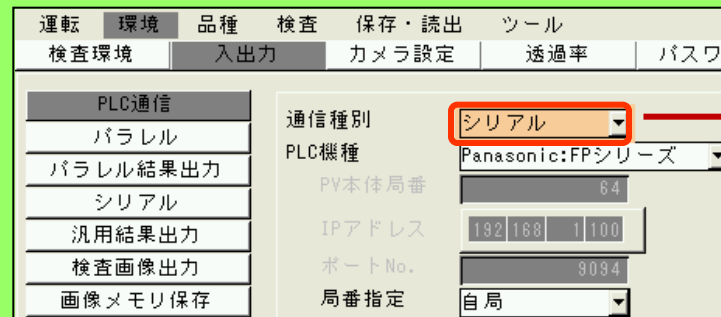 運転 環境 品種 検査 保存・読出 ツール
検査環境 入出力 カメラ設定 透過率 パスワ
PLC通信
パラレル
パラレル結果出力
シリアル
汎用結果出力
検査画像出力
画像メモリ保存
通信種別 シリアル
PLC機種 Panasonic:FPシリーズ
PV本体局番 64
IPアドレス 192 168 1 100
ポートNo. 9094
局番指定 自局